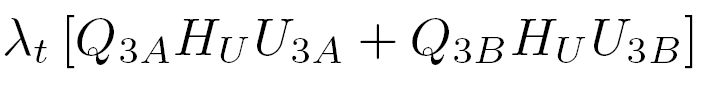 λ_t [Q_{3A} H_U U_{3A} + Q_{3B} H_U U_{3B}]